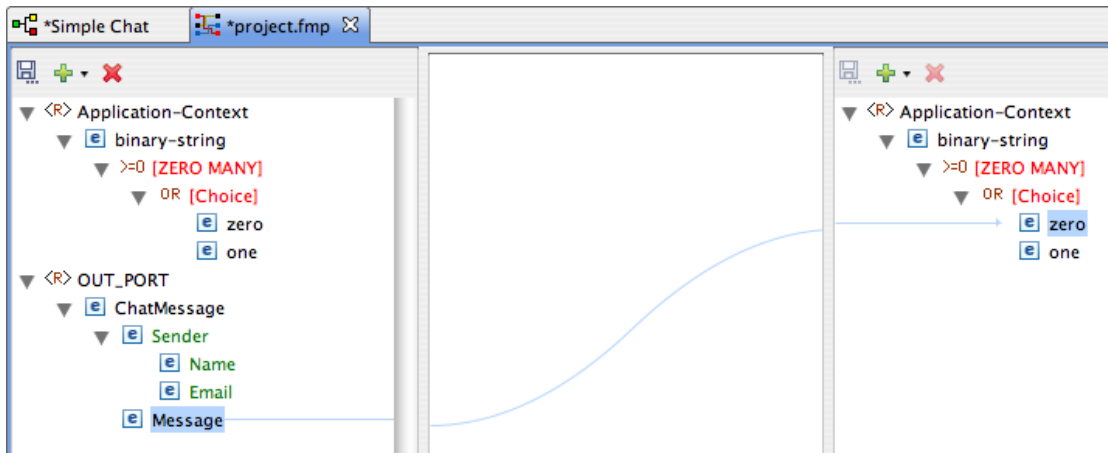 *Simple Chat
*project.fmp
<R> Application-Context
e binary-string
>=0 [ZERO MANY]
OR [Choice]
e zero
e one
<R> OUT_PORT
e ChatMessage
e Sender
e Name
e Email
e Message
<R> Application-Context
e binary-string
>=0 [ZERO MANY]
OR [Choice]
e zero
e one